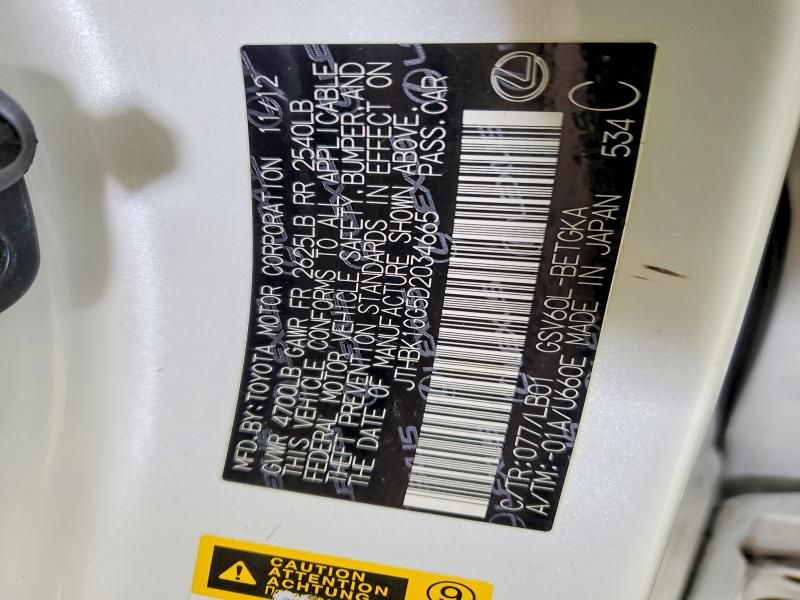 MFD. BY: TOYOTA MOTOR CORPORATION 11/12
GVWR 4700LB GAWR FR 2625LB RR 2540LB
THIS VEHICLE CONFORMS TO ALL APPLICABLE
FEDERAL MOTOR VEHICLE SAFETY, BUMPER, AND
THEFT PREVENTION STANDARDS IN EFFECT ON
THE DATE OF MANUFACTURE SHOWN ABOVE.
JTHBK1GG5D2034665 PASS. CAR
C/TR: 077/LB01 GSV60L-BETGKA
A/TM: -01A/U660E MADE IN JAPAN 534 C
CAUTION
ATTENTION
ACHTUNG